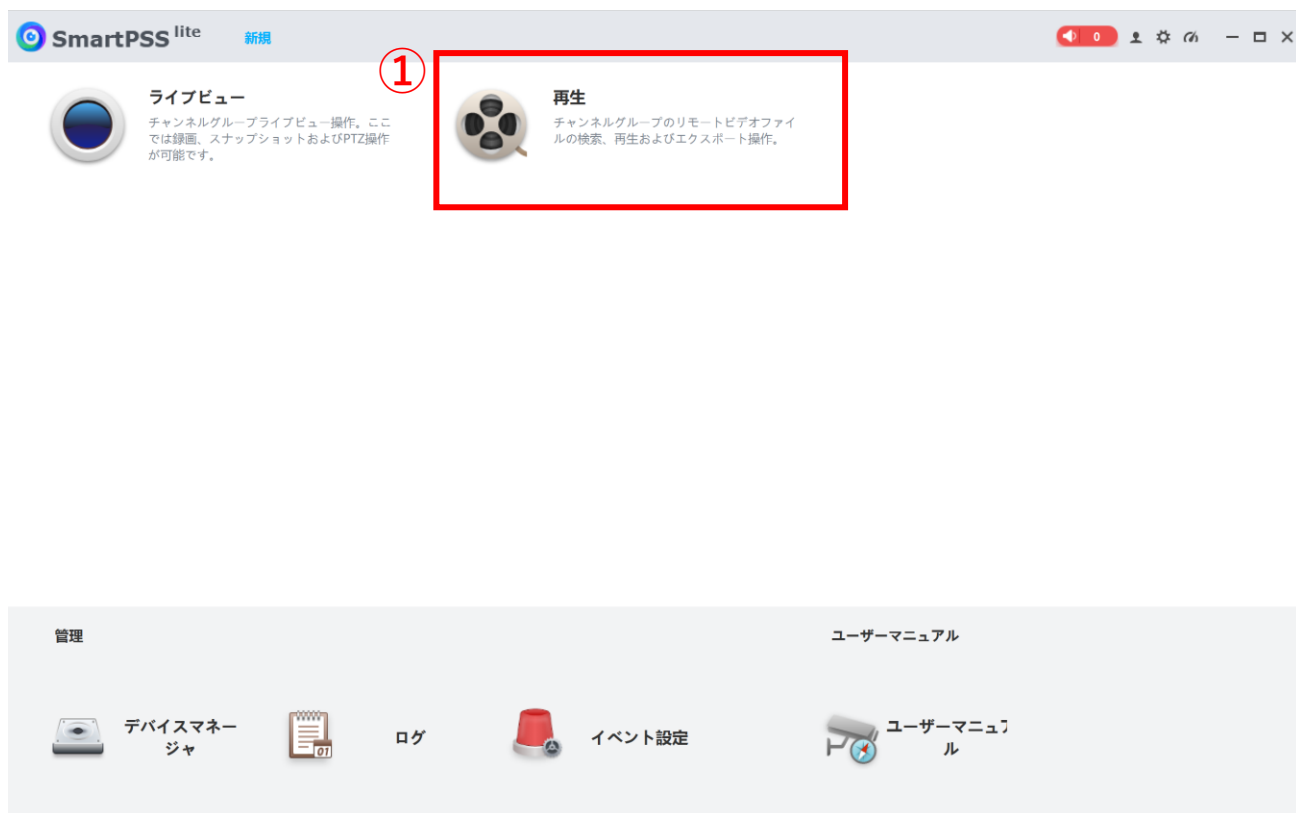 SmartPSS lite
新規
0
①
ライブビュー
チャンネルグループライブビュー操作。ここ
では録画、スナップショットおよびPTZ操作
が可能です。
再生
チャンネルグループのリモートビデオファイ
ルの検索、再生およびエクスポート操作。
管理
ユーザーマニュアル
デバイスマネー
ジャ
01
ログ
イベント設定
ユーザーマニュア
ル